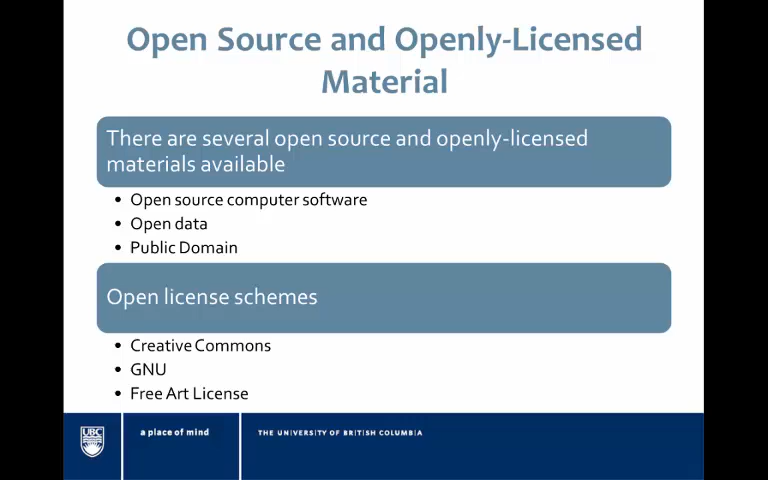 Open Source and Openly-Licensed
Material
There are several open source and openly-licensed
materials available
• Open source computer software
• Open data
• Public Domain
Open license schemes
• Creative Commons
• GNU
• Free Art License
UBC
a place of mind
THE UNIVERSITY OF BRITISH COLUMBIA